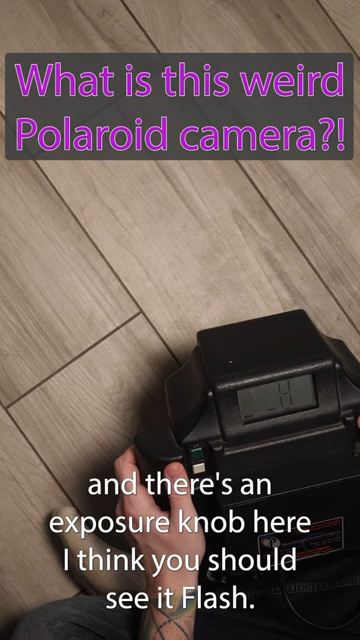 What is this weird
Polaroid camera?!
and there's an
exposure knob here
I think you should
see it Flash.